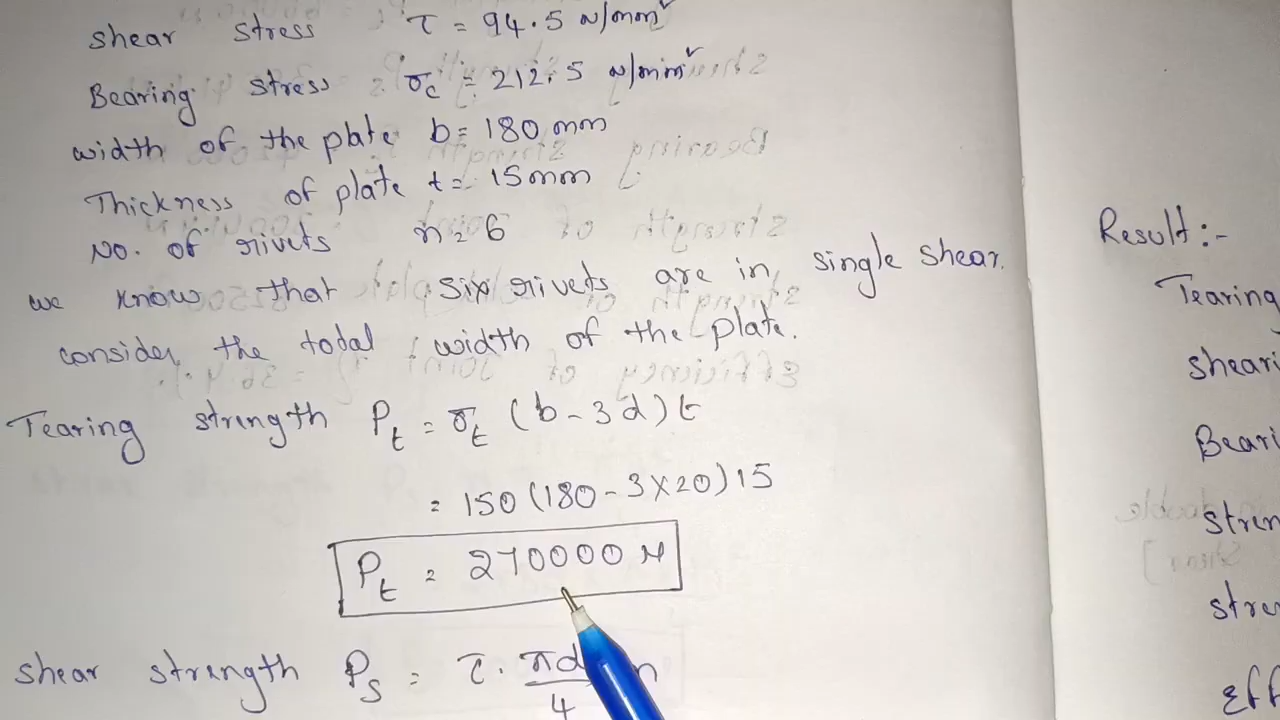 shear stress τ = 94.5 N/mm²
Bearing stress = σc = 212.5 N/mm²
width of the plate b = 180 mm
Thickness of plate t = 15mm
No. of rivets n = 6
we know that six rivets are in single shear.
consider the total width of the plate.
Tearing strength Pt = σt (b - 3d) t
= 150 (180 - 3 × 20) 15
Pt = 270000 N
shear strength Ps = τ . πd n
4
Result :-
Tearing
sheari
Beari
stren
stre
Eff